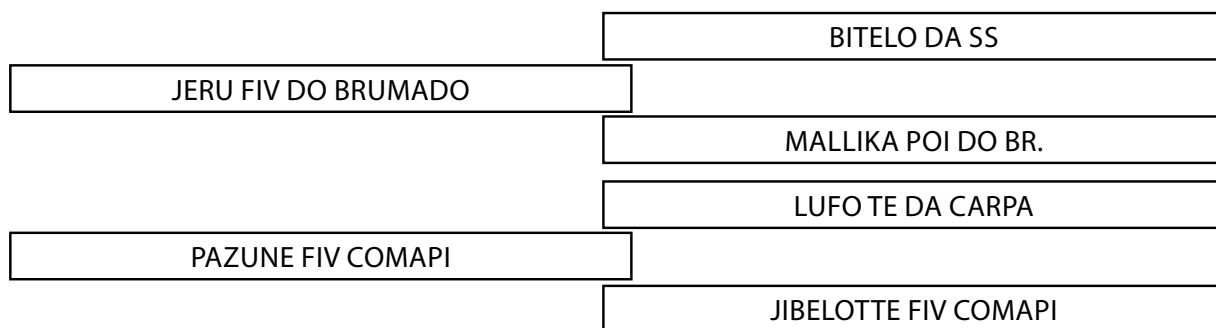 BITELO DA SS
JERU FIV DO BRUMADO
MALLIKA POI DO BR.
LUFO TE DA CARPA
PAZUNE FIV COMAPI
JIBELOTTE FIV COMAPI